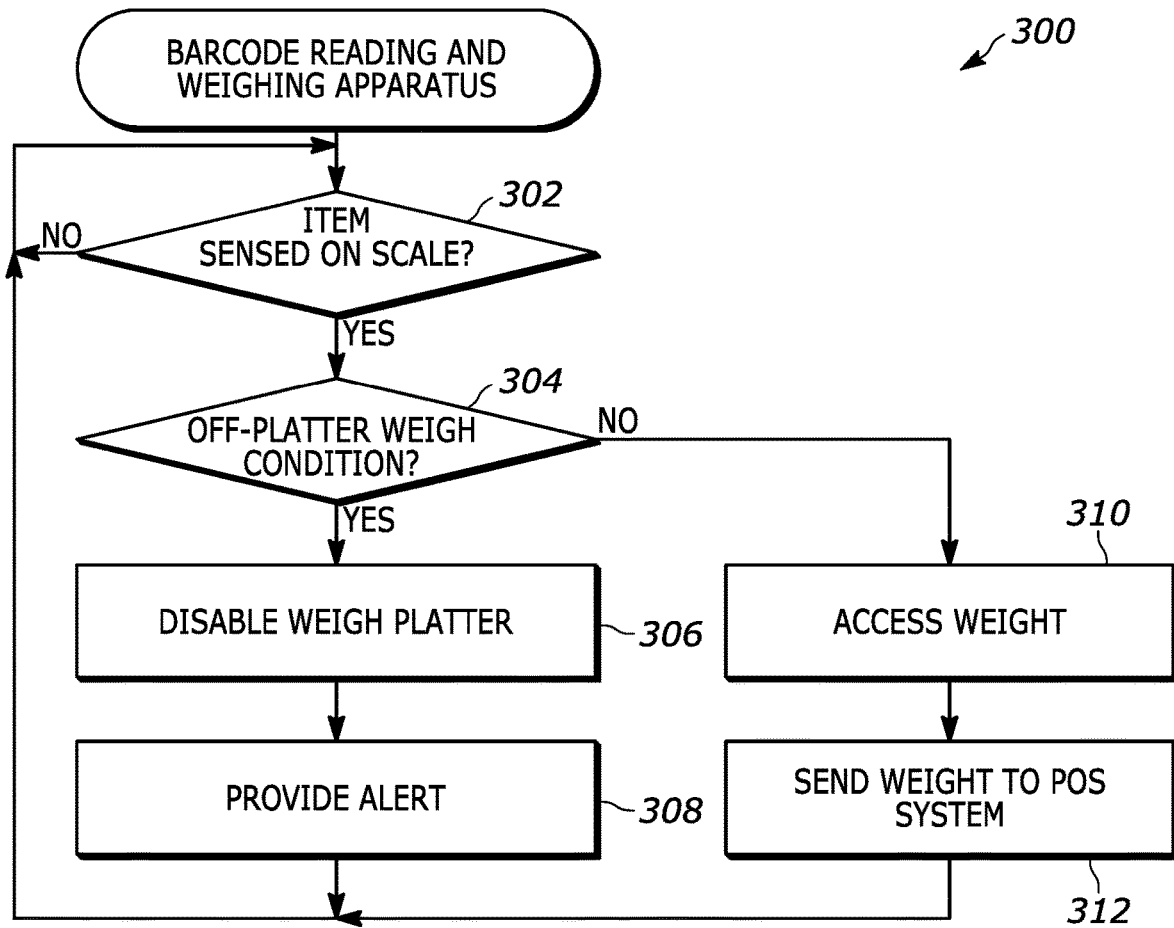 BARCODE READING AND
WEIGHING APPARATUS
300
302
ITEM
SENSED ON SCALE?
NO
YES
304
OFF-PLATTER WEIGH
CONDITION?
NO
YES
310
DISABLE WEIGH PLATTER
306
ACCESS WEIGHT
PROVIDE ALERT
308
SEND WEIGHT TO POS
SYSTEM
312